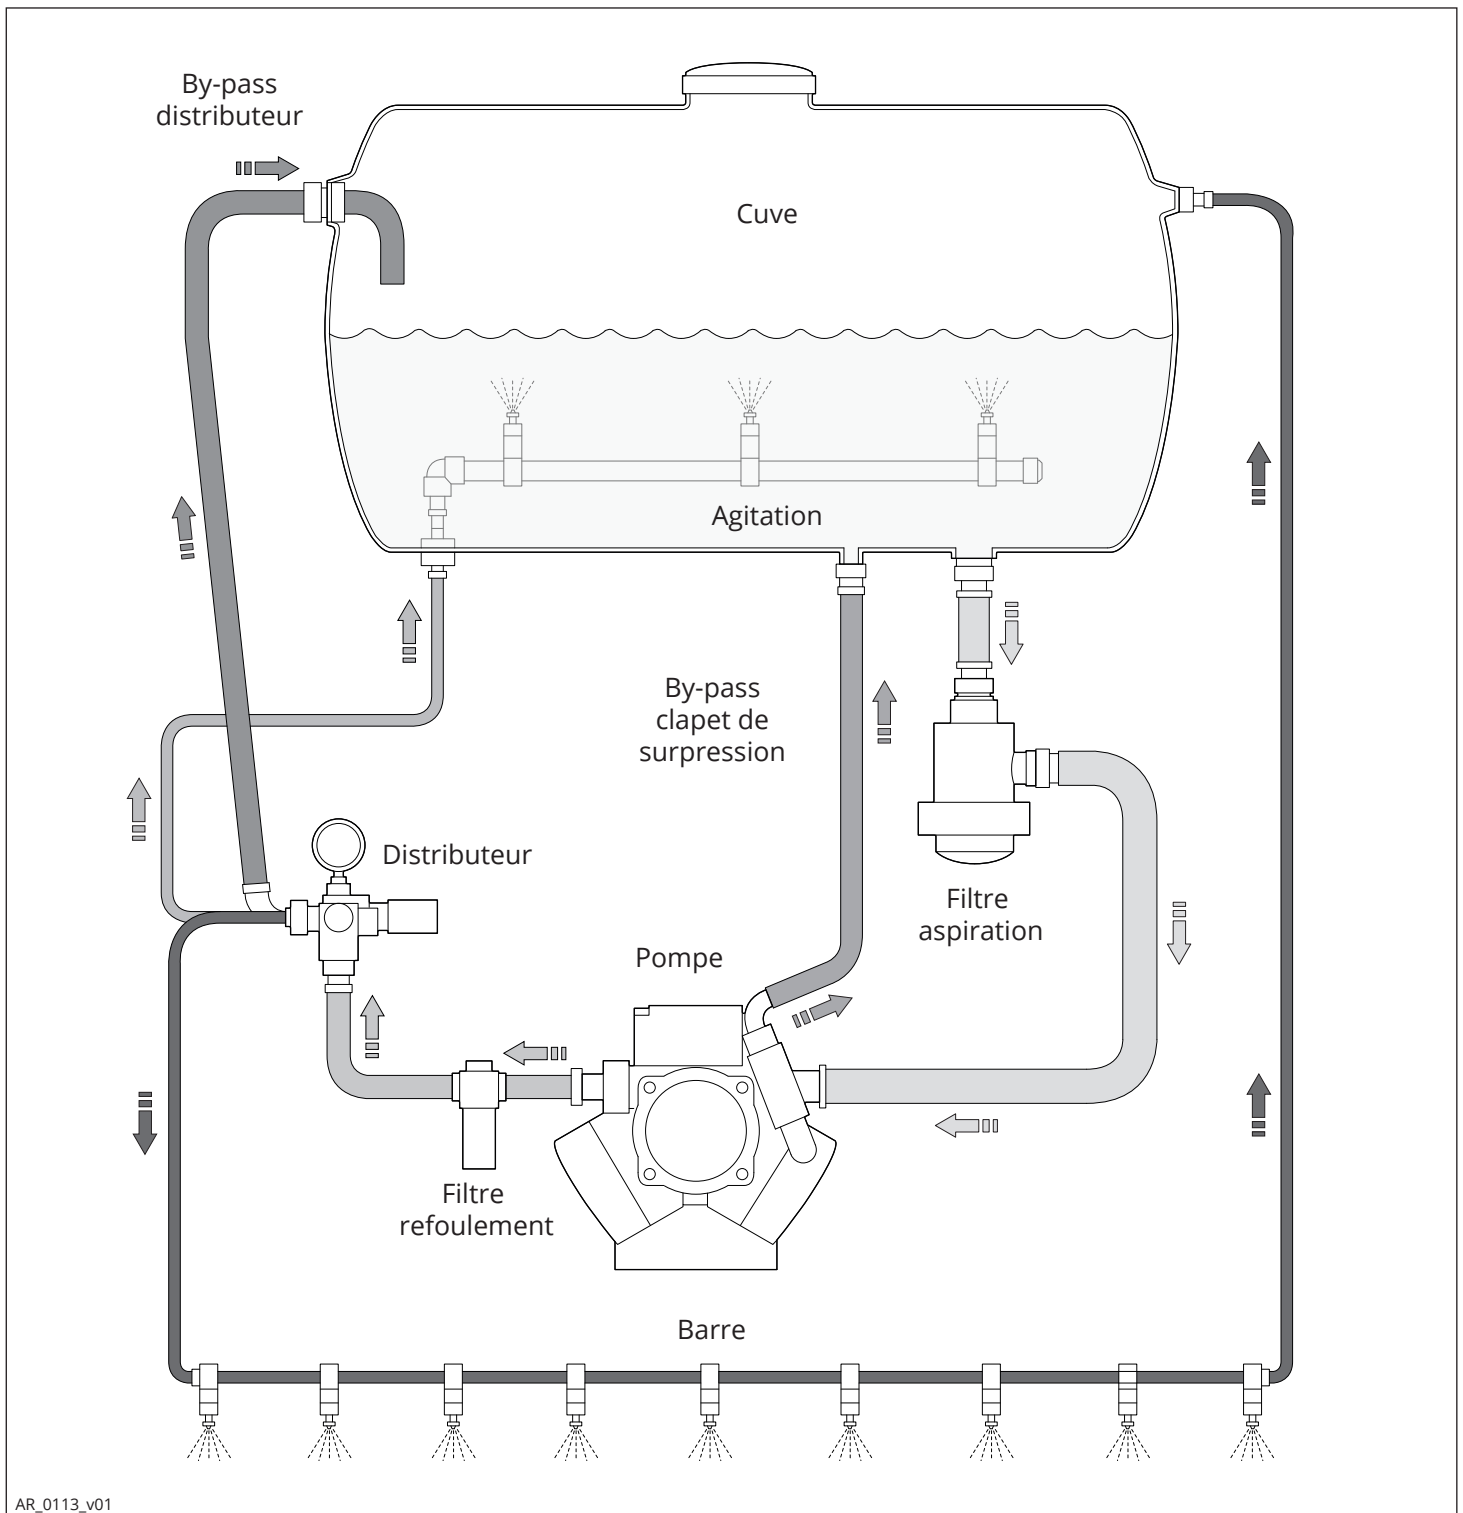 By-pass
distributeur
Cuve
Agitation
By-pass
clapet de
surpression
Distributeur
Filtre
aspiration
Pompe
Filtre
refoulement
Barre
AR_0113_v01